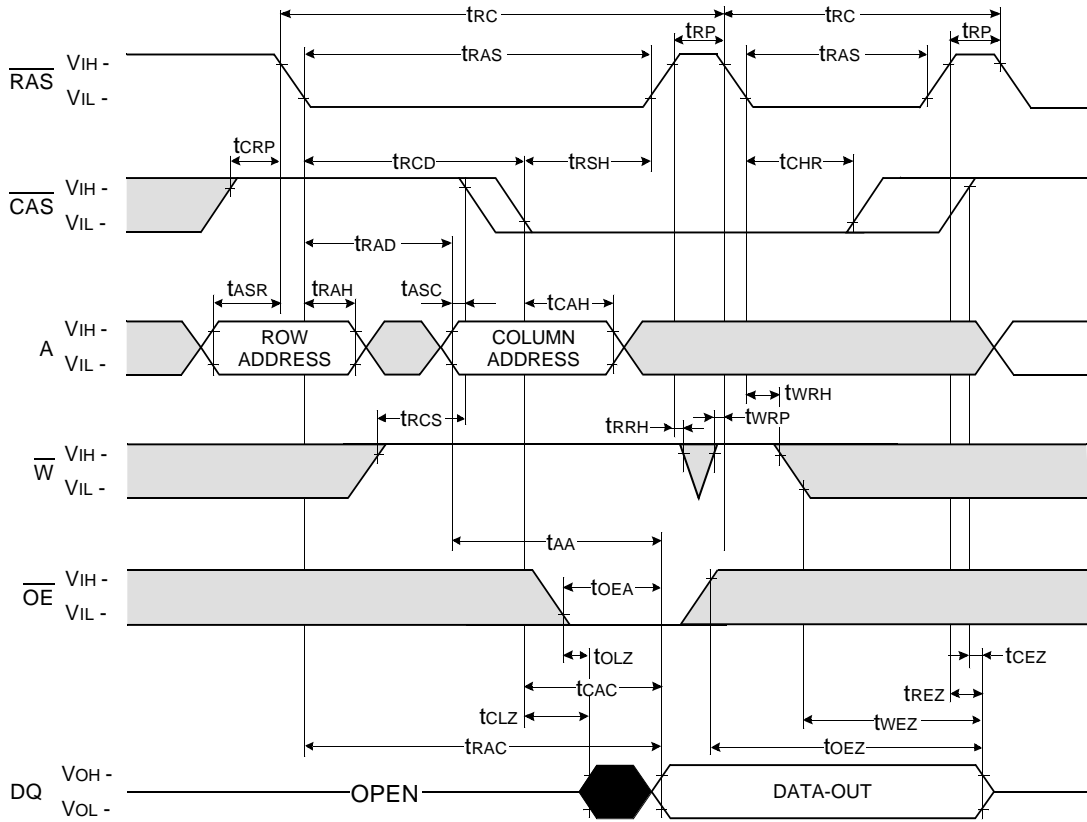 tRC tRC
tRP tRP
tRAS tRAS
RAS VIH -
VIL -
tCRP tRCD tRSH tCHR
CAS VIH -
VIL -
tRAD
tASR tRAH tASC tCAH
A VIH -
VIL -
ROW
ADDRESS
COLUMN
ADDRESS
tWRH
tRCS tRRH tWRP
W VIH -
VIL -
tAA
OE VIH -
VIL -
tOEA
tOLZ tCEZ
tCAC tREZ
tCLZ tWEZ
tRAC tOEZ
DQ VOH -
VOL -
OPEN DATA-OUT